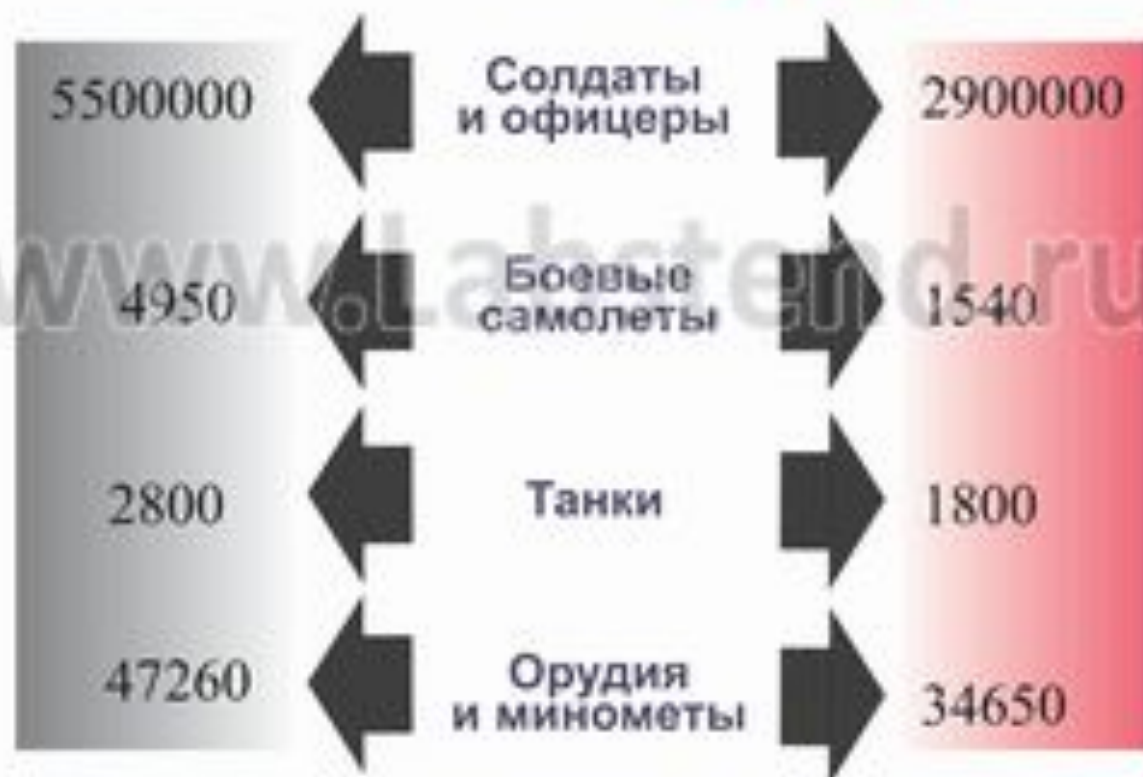 5500000
Солдаты
и офицеры
2900000
www.Labstend.ru
4950
Боевые
самолеты
1540
2800
Танки
1800
47260
Орудия
и минометы
34650